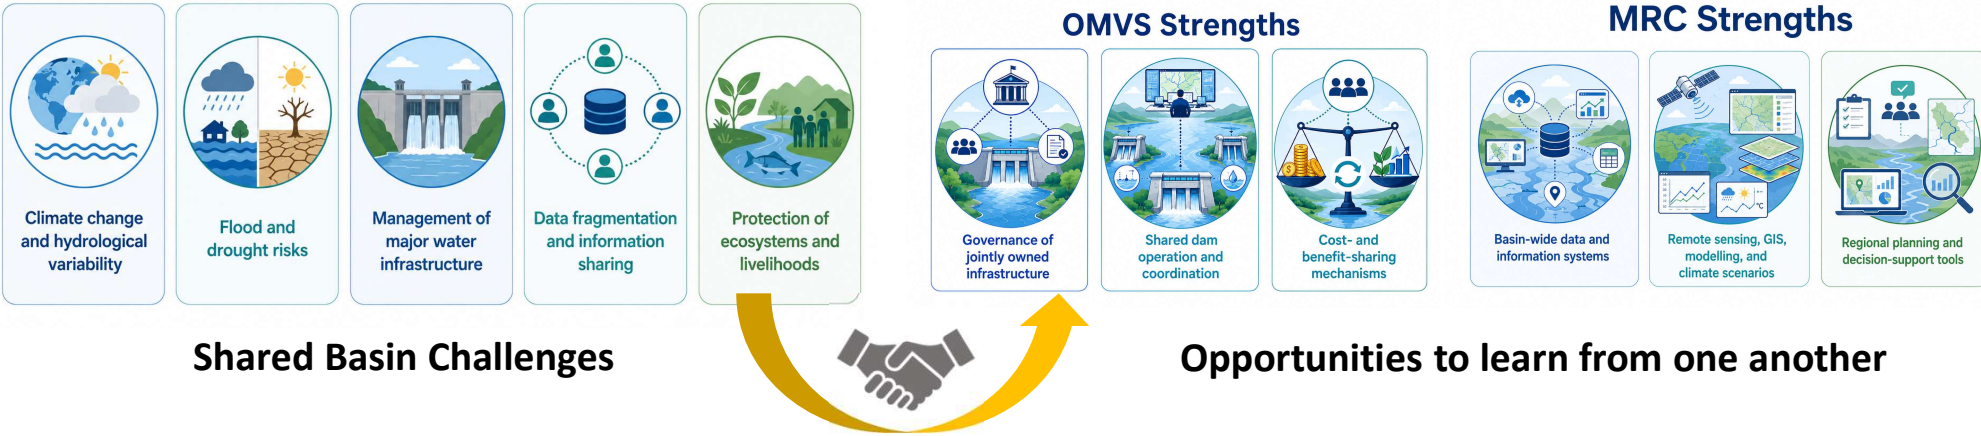 Climate change
and hydrological
variability
Flood and
drought risks
Management of
major water
infrastructure
Data fragmentation
and information
sharing
Protection of
ecosystems and
livelihoods
Shared Basin Challenges
OMVS Strengths
Governance of
jointly owned
infrastructure
Shared dam
operation and
coordination
Cost- and
benefit-sharing
mechanisms
MRC Strengths
Basin-wide data and
information systems
Remote sensing, GIS,
modelling, and
climate scenarios
°C
Regional planning and
decision-support tools
Opportunities to learn from one another